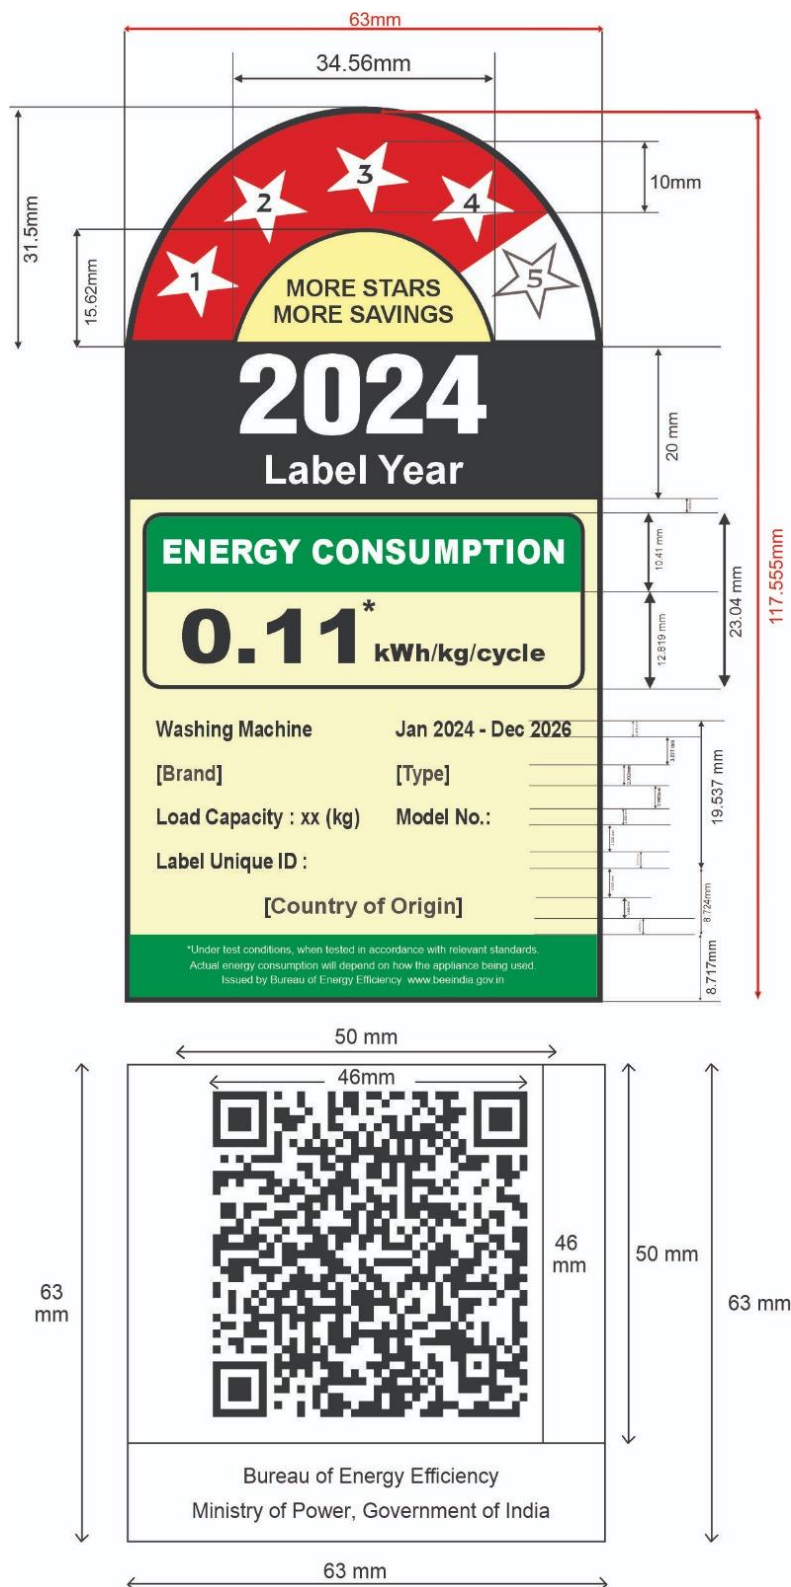 63mm
34.56mm
31.5mm
15.62mm
10mm
1
2
3
4
5
MORE STARS
MORE SAVINGS
2024
Label Year
20 mm
117.555mm
ENERGY CONSUMPTION
10.41 mm
23.04 mm
0.11*
kWh/kg/cycle
12.819 mm
Washing Machine Jan 2024 - Dec 2026
[Brand] [Type]
19.537 mm
Load Capacity : xx (kg) Model No.:
Label Unique ID :
[Country of Origin]
8.724mm
*Under test conditions, when tested in accordance with relevant standards.
Actual energy consumption will depend on how the appliance being used.
Issued by Bureau of Energy Efficiency www.beeindia.gov.in
8.717mm
50 mm
46mm
46
mm
50 mm
63
mm
63 mm
Bureau of Energy Efficiency
Ministry of Power, Government of India
63 mm